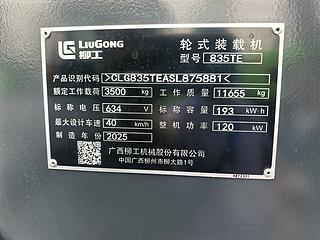 LiuGong 柳工
轮式装载机
型号 835TE
产品识别代码 >CLG835TEASL875881<
额定工作载荷 3500 kg 工作质量 11655 kg
标称电压 634 V 标称容量 193 kW·h
最大设计车速 40 km/h 整机功率 120 kW
制造年份 2025
广西柳工机械股份有限公司
中国广西柳州市柳太路1号